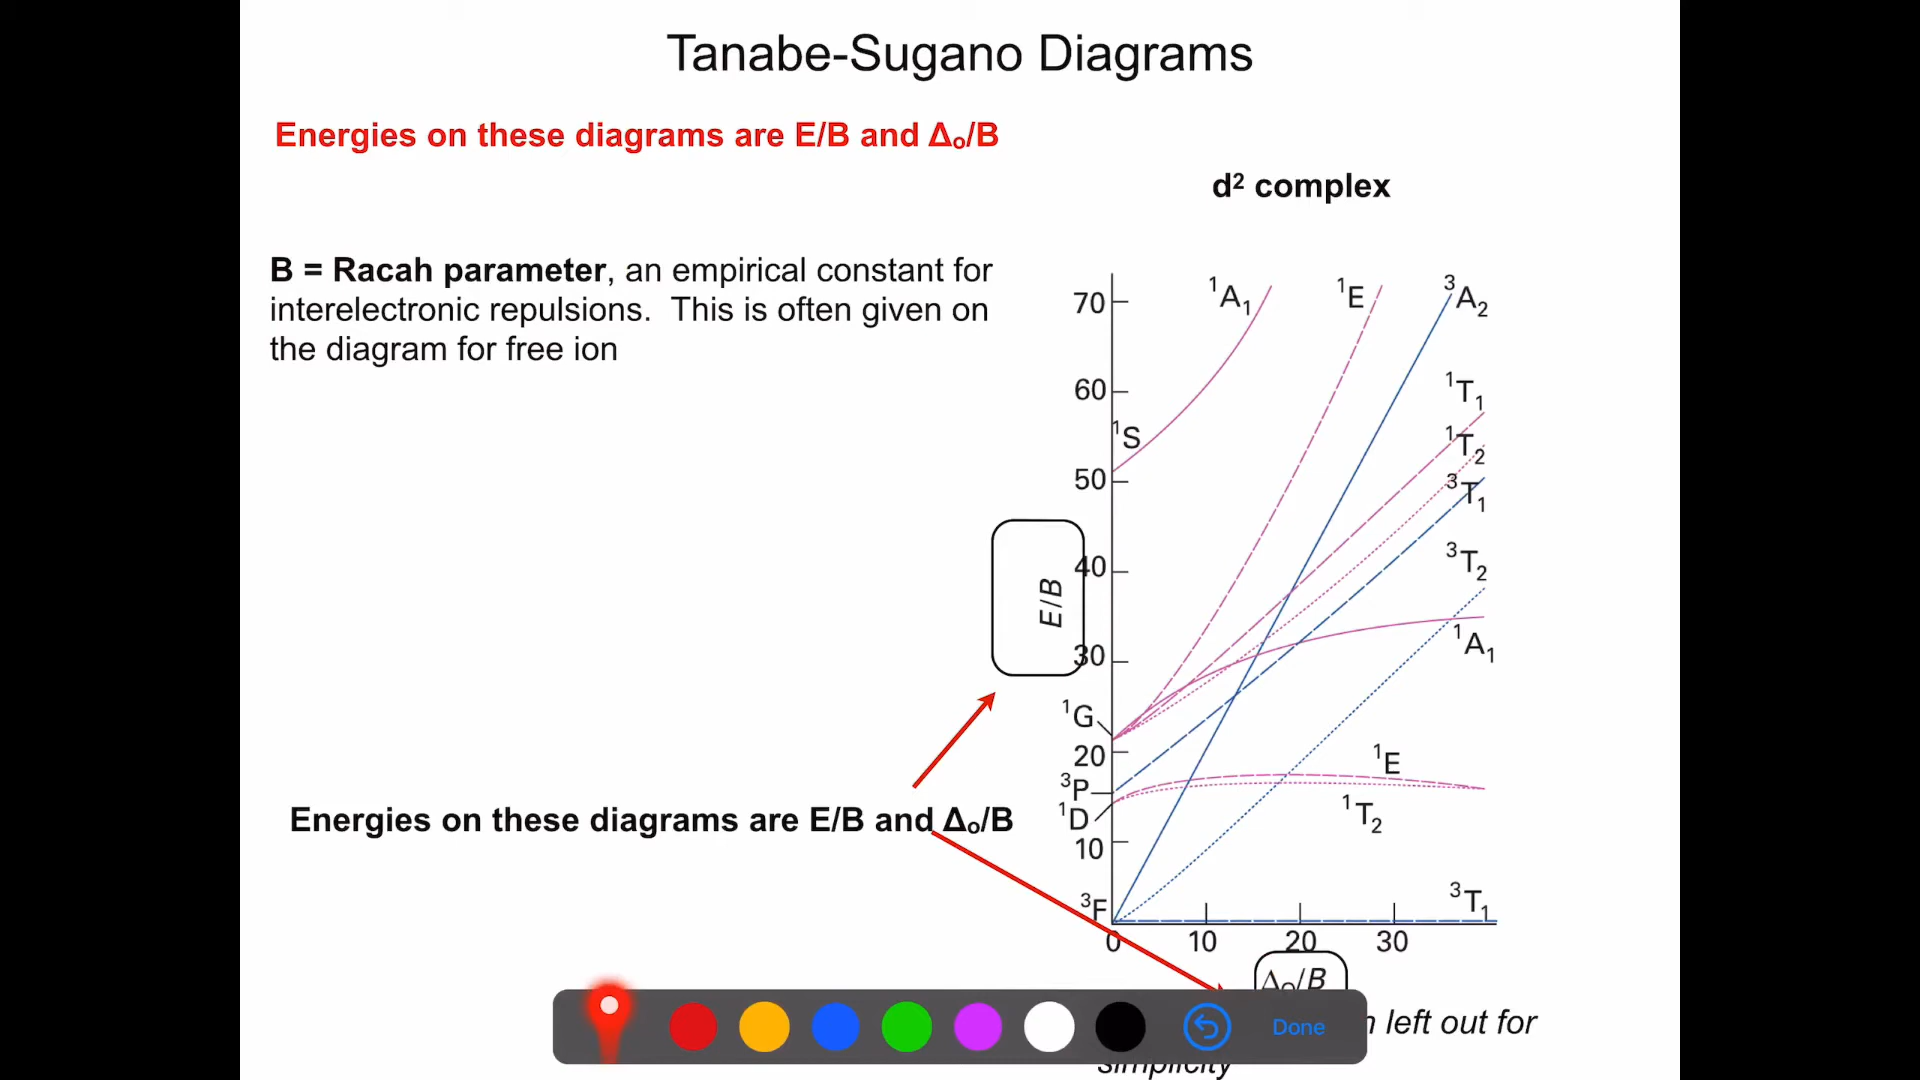 Tanabe-Sugano Diagrams
Energies on these diagrams are E/B and Δₒ/B
d² complex
B = Racah parameter, an empirical constant for
interelectronic repulsions. This is often given on
the diagram for free ion
¹A₁
¹E
³A₂
70
¹T₁
60
¹S
¹T₂
50
³T₁
³T₂
40
E/B
30
¹A₁
¹G
20
¹E
³P
¹D
¹T₂
Energies on these diagrams are E/B and Δₒ/B
10
³F
³T₁
0 10 20 30
Δₒ/B
left out for
simplicity
Done